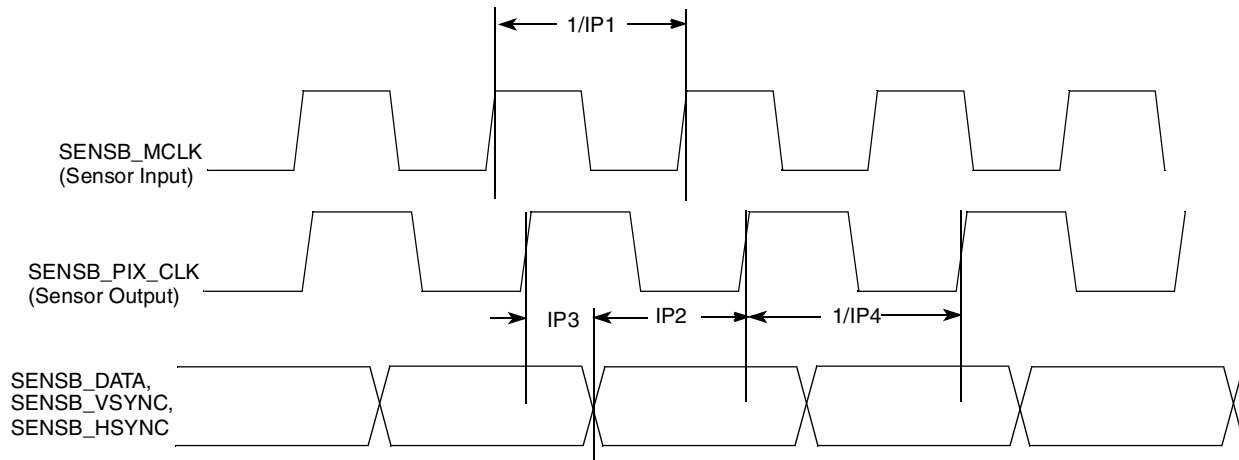 1/IP1
SENSB_MCLK
(Sensor Input)
SENSB_PIX_CLK
(Sensor Output)
IP3
IP2
1/IP4
SENSB_DATA,
SENSB_VSYNC,
SENSB_HSYNC